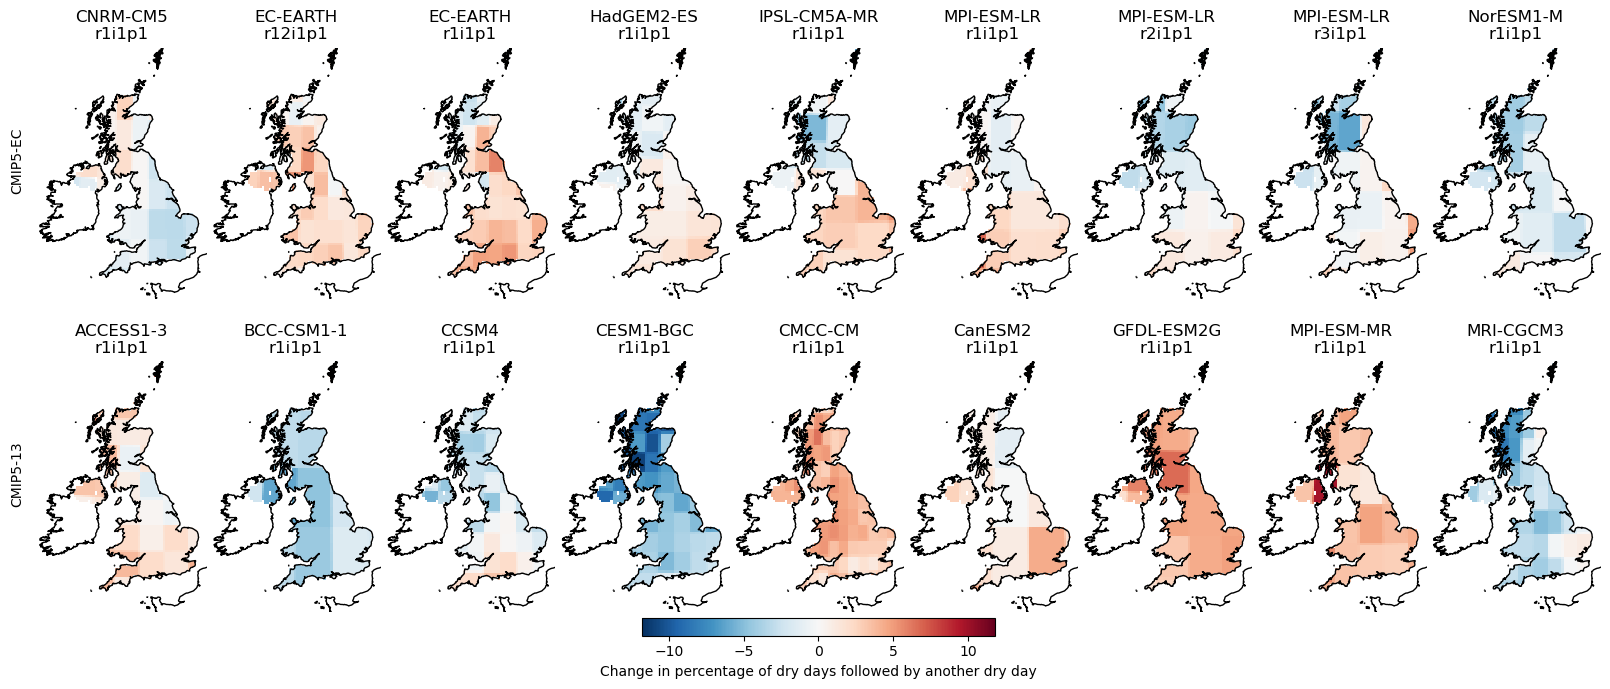 CNRM-CM5 EC-EARTH EC-EARTH HadGEM2-ES IPSL-CM5A-MR MPI-ESM-LR MPI-ESM-LR MPI-ESM-LR NorESM1-M
r1i1p1 r12i1p1 r1i1p1 r1i1p1 r1i1p1 r1i1p1 r2i1p1 r3i1p1 r1i1p1
CMIP5-EC
ACCESS1-3 BCC-CSM1-1 CCSM4 CESM1-BGC CMCC-CM CanESM2 GFDL-ESM2G MPI-ESM-MR MRI-CGCM3
r1i1p1 r1i1p1 r1i1p1 r1i1p1 r1i1p1 r1i1p1 r1i1p1 r1i1p1 r1i1p1
CMIP5-13
−10 −5 0 5 10
Change in percentage of dry days followed by another dry day